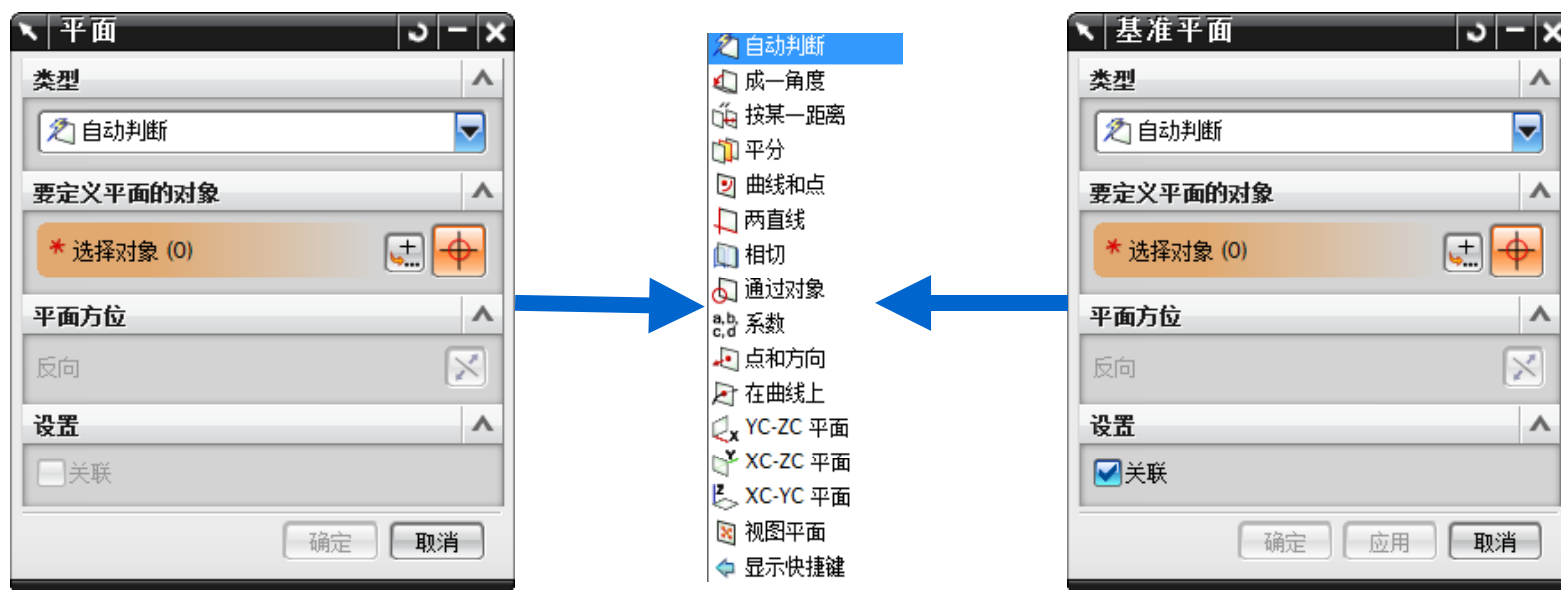 平面
类型
自动判断
要定义平面的对象
* 选择对象 (0)
平面方位
反向
设置
关联
确定 取消
自动判断
成一角度
按某一距离
平分
曲线和点
两直线
相切
通过对象
a,b,
c,d 系数
点和方向
在曲线上
YC-ZC 平面
XC-ZC 平面
XC-YC 平面
视图平面
显示快捷键
基准平面
类型
自动判断
要定义平面的对象
* 选择对象 (0)
平面方位
反向
设置
关联
确定 应用 取消